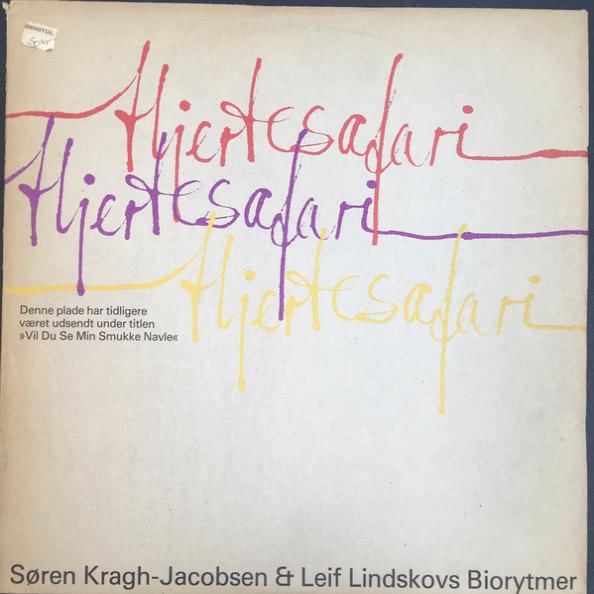 BRISTOL
Hjertesafari
Hjertesafari
Hjertesafari
Denne plade har tidligere
været udsendt under titlen
»Vil Du Se Min Smukke Navle«
Søren Kragh-Jacobsen & Leif Lindskovs Biorytmer